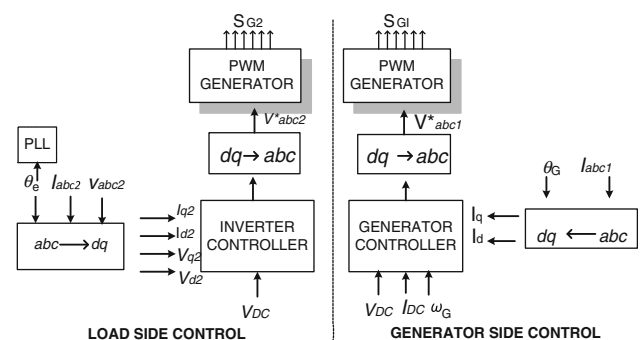 S G2
PWM
GENERATOR
V*abc2
dq→abc
PLL
θe Iabc2 vabc2
abc→dq
Iq2
Id2
Vq2
Vd2
INVERTER
CONTROLLER
VDC
LOAD SIDE CONTROL
S GI
PWM
GENERATOR
V*abc1
dq→abc
GENERATOR
CONTROLLER
VDC IDC ωG
Iq
Id
θG Iabc1
dq←abc
GENERATOR SIDE CONTROL